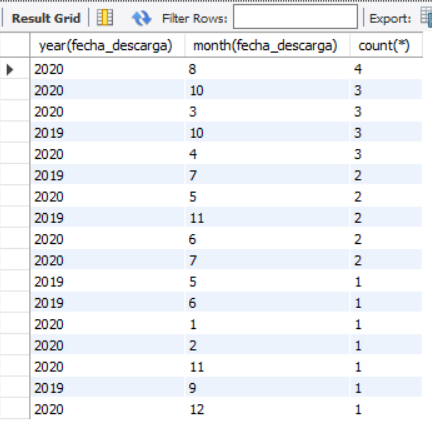 Result Grid Filter Rows: Export:
year(fecha_descarga) month(fecha_descarga) count(*)
2020 8 4
2020 10 3
2020 3 3
2019 10 3
2020 4 3
2019 7 2
2020 5 2
2019 11 2
2020 6 2
2020 7 2
2019 5 1
2019 6 1
2020 1 1
2020 2 1
2020 11 1
2019 9 1
2020 12 1